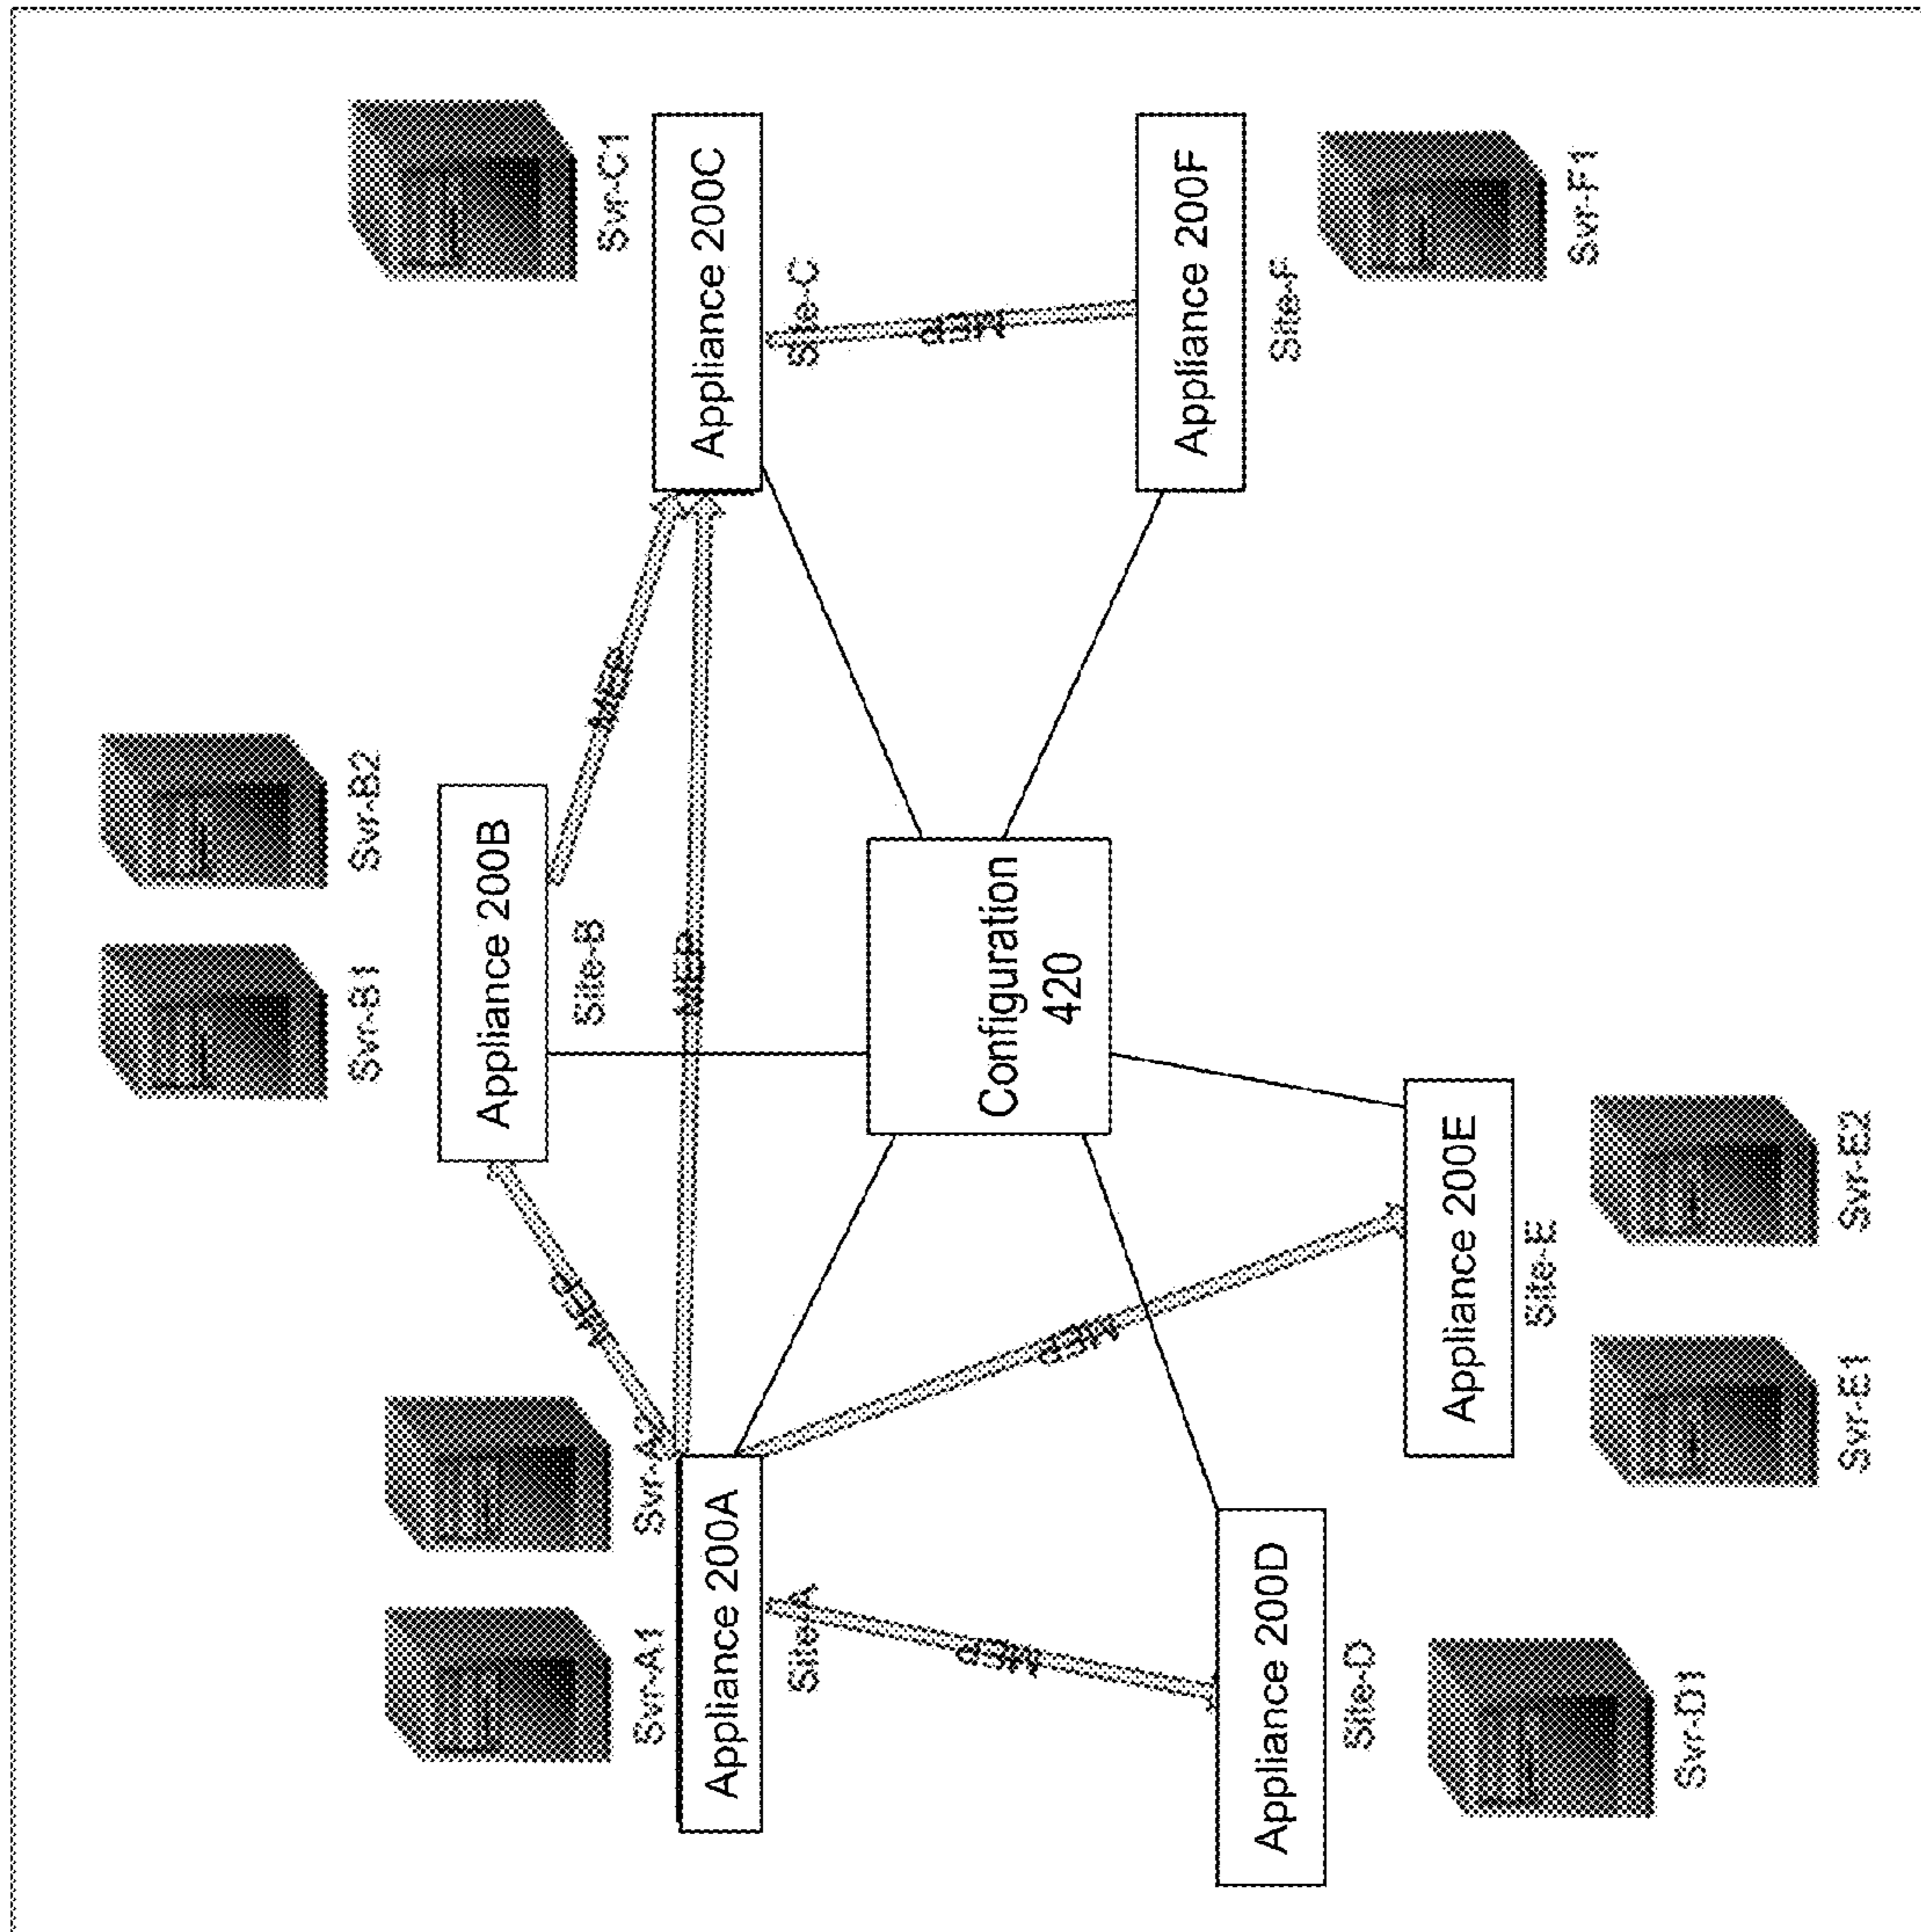 Svr-B1
Svr-B2
Appliance 200B
Site-B
Svr-A1
Svr-A2
Svr-C1
Appliance 200A
Site-A
Appliance 200C
Site-C
MEP
MEP
MEP
Configuration
420
MEP
MEP
MEP
Appliance 200D
Site-D
Svr-D1
Appliance 200E
Site-E
Svr-E1
Svr-E2
Appliance 200F
Site-F
Svr-F1